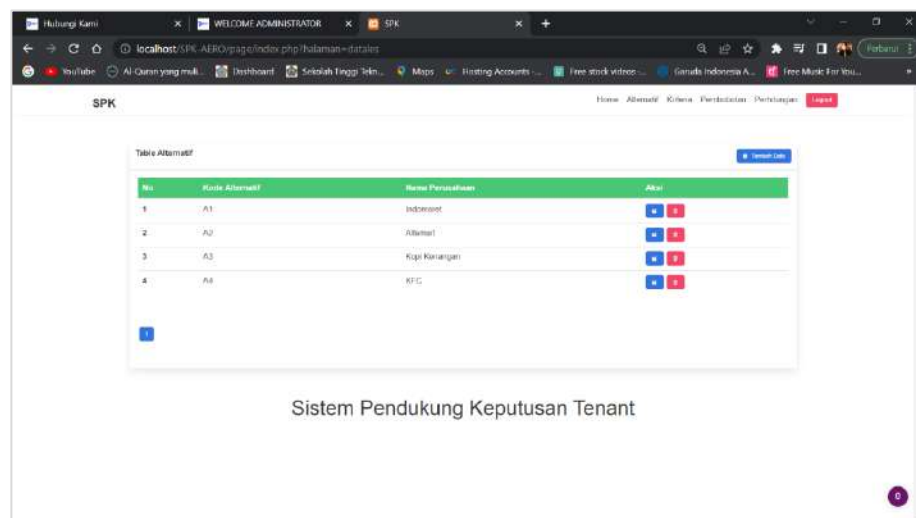 Hubungi Kami WELCOME ADMINISTRATOR SPK
localhost/SPK-AERO/page/index.php?halaman=datales Perbarui
YouTube Al-Quran yang muli... Dashboard Sekolah Tinggi Tekn... Maps Hosting Accounts -... Free stock videos -... Garuda Indonesia A... Free Music For You...
SPK Home Alternatif Kriteria Pembobotan Perhitungan Logout
Table Alternatif Tambah Data
No Kode Alternatif Nama Perusahaan Aksi
1 A1 Indomaret
2 A2 Alfamart
3 A3 Kopi Kenangan
4 A4 KFC
1
Sistem Pendukung Keputusan Tenant
0